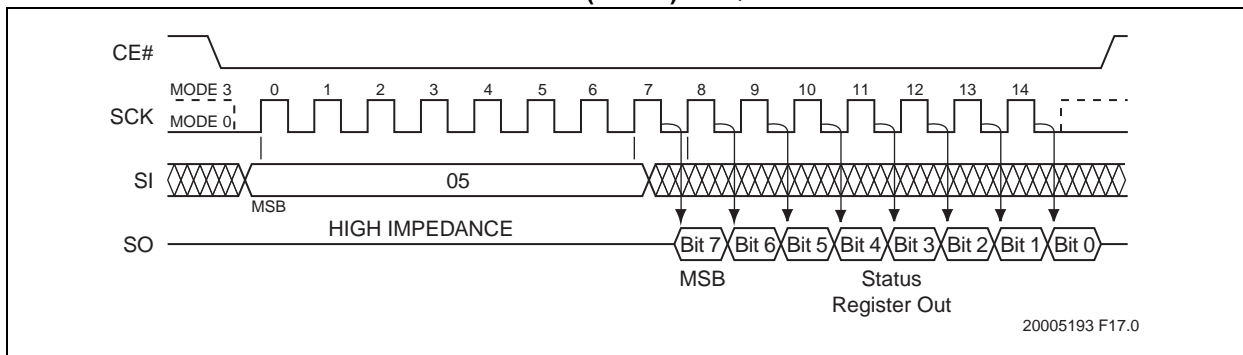 CE#
MODE 3 0 1 2 3 4 5 6 7 8 9 10 11 12 13 14
SCK MODE 0
SI 05
MSB
HIGH IMPEDANCE
SO Bit 7 Bit 6 Bit 5 Bit 4 Bit 3 Bit 2 Bit 1 Bit 0
MSB Status
Register Out
20005193 F17.0